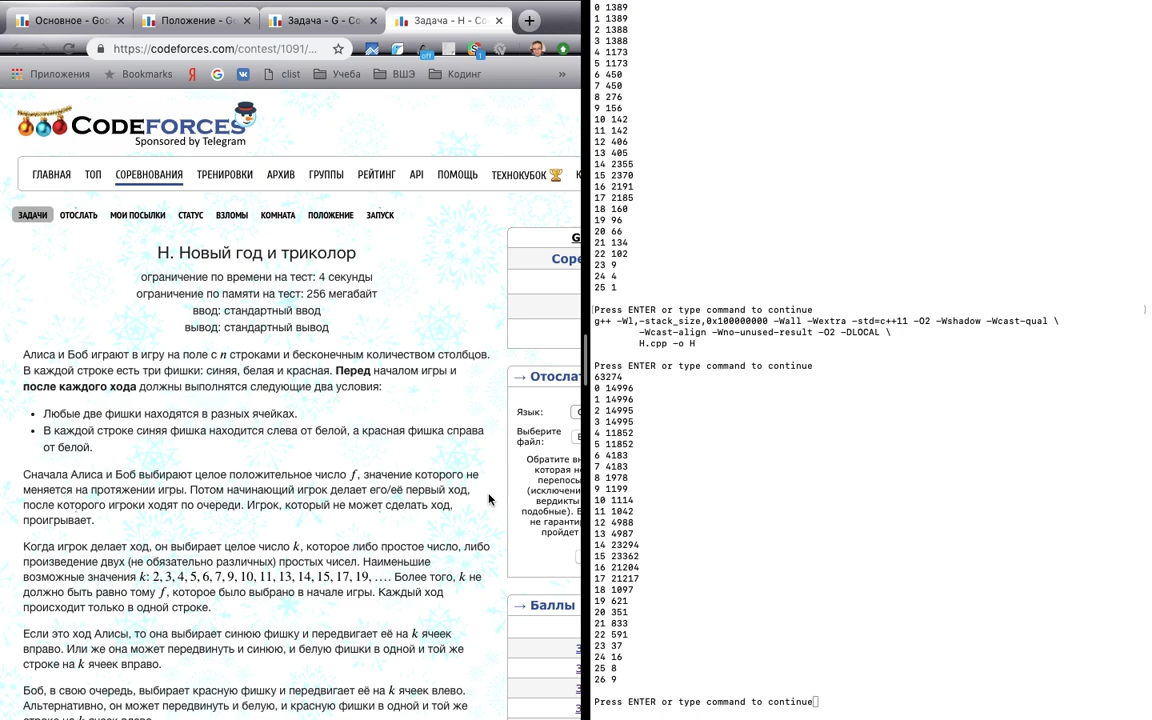 Основное - Goo
Положение - Go
Задача - G - Co
Задача - H - Co
https://codeforces.com/contest/1091/...
off
1
Приложения
Bookmarks
Я
clist
Учеба
ВШЭ
Кодинг
»
CODEFORCES
Sponsored by Telegram
ГЛАВНАЯ ТОП СОРЕВНОВАНИЯ ТРЕНИРОВКИ АРХИВ ГРУППЫ РЕЙТИНГ API ПОМОЩЬ ТЕХНОКУБОК К
ЗАДАЧИ ОТОСЛАТЬ МОИ ПОСЫЛКИ СТАТУС ВЗЛОМЫ КОМНАТА ПОЛОЖЕНИЕ ЗАПУСК
H. Новый год и триколор
ограничение по времени на тест: 4 секунды
ограничение по памяти на тест: 256 мегабайт
ввод: стандартный ввод
вывод: стандартный вывод
Алиса и Боб играют в игру на поле с n строками и бесконечным количеством столбцов.
В каждой строке есть три фишки: синяя, белая и красная. Перед началом игры и
после каждого хода должны выполнятся следующие два условия:
• Любые две фишки находятся в разных ячейках.
• В каждой строке синяя фишка находится слева от белой, а красная фишка справа
от белой.
Сначала Алиса и Боб выбирают целое положительное число f, значение которого не
меняется на протяжении игры. Потом начинающий игрок делает его/её первый ход,
после которого игроки ходят по очереди. Игрок, который не может сделать ход,
проигрывает.
Когда игрок делает ход, он выбирает целое число k, которое либо простое число, либо
произведение двух (не обязательно различных) простых чисел. Наименьшие
возможные значения k: 2, 3, 4, 5, 6, 7, 9, 10, 11, 13, 14, 15, 17, 19, …. Более того, k не
должно быть равно тому f, которое было выбрано в начале игры. Каждый ход
происходит только в одной строке.
Если это ход Алисы, то она выбирает синюю фишку и передвигает её на k ячеек
вправо. Или же она может передвинуть и синюю, и белую фишки в одной и той же
строке на k ячеек вправо.
Боб, в свою очередь, выбирает красную фишку и передвигает её на k ячеек влево.
Альтернативно, он может передвинуть и белую, и красную фишки в одной и той же
строке на k ячеек влево.
G
Соре
→ Отослат
Язык:
Выберите
файл:
Обратите в
которая н
перепосы
(исключени
вердикты
подобные). В
не гарантир
пройдет
→ Баллы
0 1389
1 1389
2 1388
3 1388
4 1173
5 1173
6 450
7 450
8 276
9 156
10 142
11 142
12 406
13 405
14 2355
15 2370
16 2191
17 2185
18 160
19 96
20 66
21 134
22 102
23 9
24 4
25 1
Press ENTER or type command to continue
g++ -Wl,-stack_size,0x100000000 -Wall -Wextra -std=c++11 -O2 -Wshadow -Wcast-qual \
-Wcast-align -Wno-unused-result -O2 -DLOCAL \
H.cpp -o H
Press ENTER or type command to continue
63274
0 14996
1 14996
2 14995
3 14995
4 11852
5 11852
6 4183
7 4183
8 1978
9 1199
10 1114
11 1042
12 4988
13 4987
14 23294
15 23362
16 21204
17 21217
18 1097
19 621
20 351
21 833
22 591
23 37
24 16
25 8
26 9
Press ENTER or type command to continue